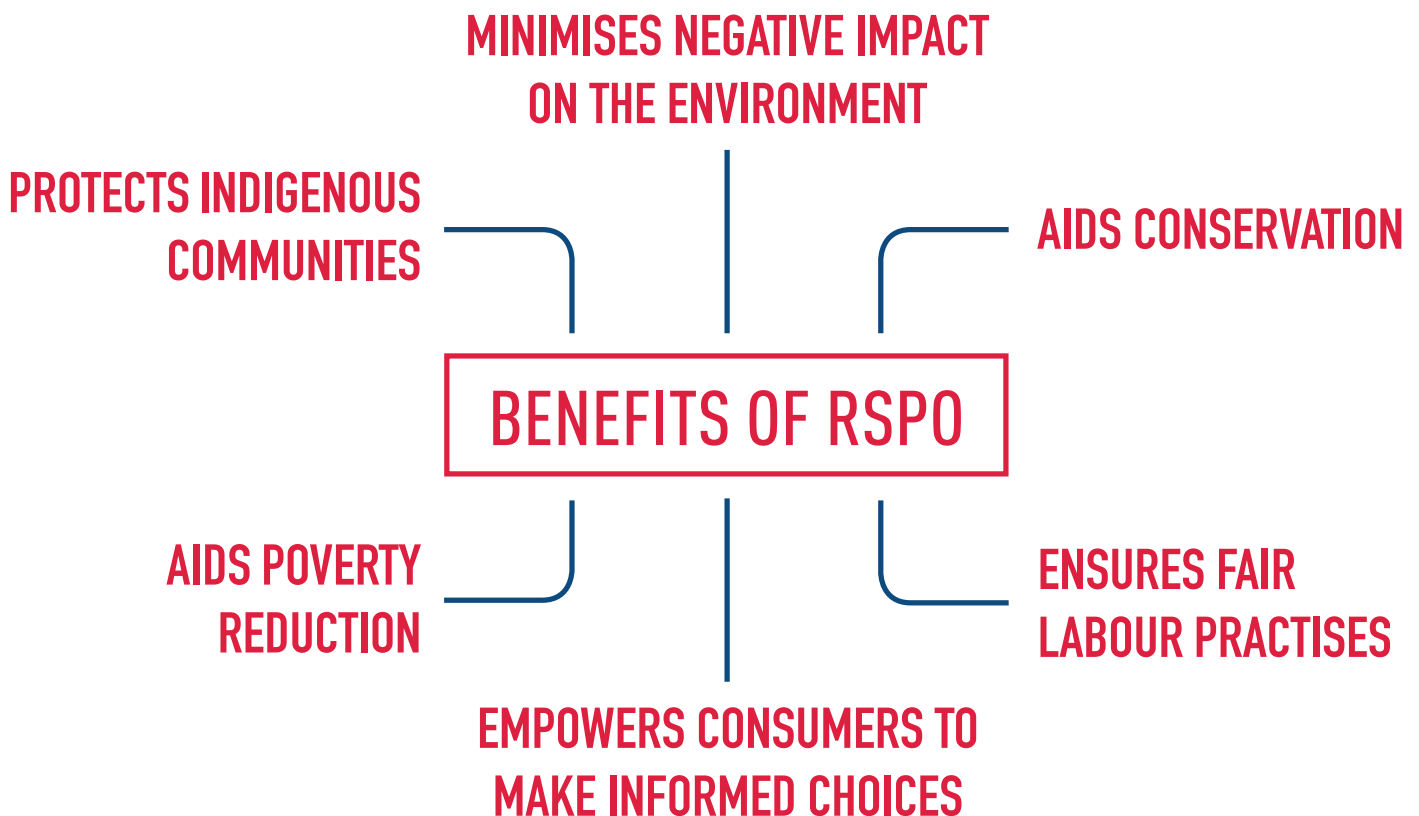 MINIMISES NEGATIVE IMPACT
ON THE ENVIRONMENT
PROTECTS INDIGENOUS
COMMUNITIES
AIDS CONSERVATION
BENEFITS OF RSPO
AIDS POVERTY
REDUCTION
ENSURES FAIR
LABOUR PRACTISES
EMPOWERS CONSUMERS TO
MAKE INFORMED CHOICES